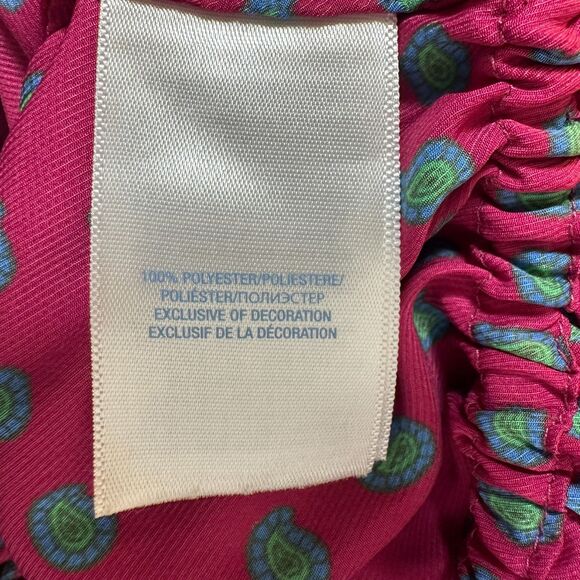 100% POLYESTER/POLIESTERE/
POLIÉSTER/ПОЛИЭСТЕР
EXCLUSIVE OF DECORATION
EXCLUSIF DE LA DÉCORATION